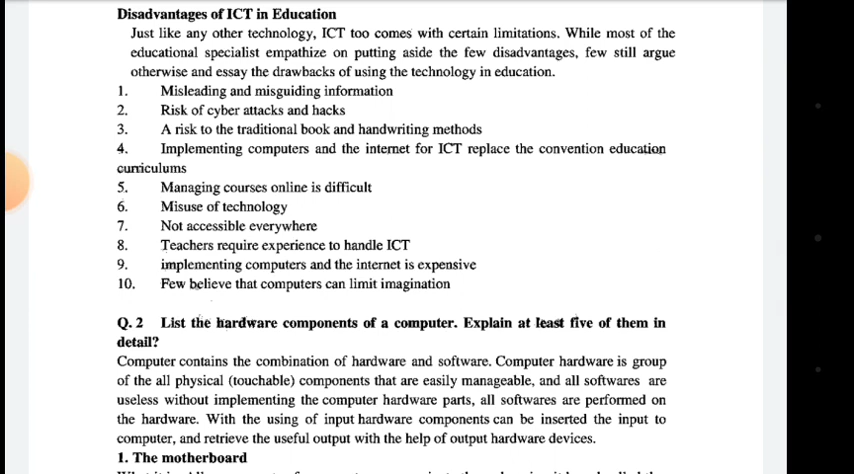 Disadvantages of ICT in Education
Just like any other technology, ICT too comes with certain limitations. While most of the
educational specialist empathize on putting aside the few disadvantages, few still argue
otherwise and essay the drawbacks of using the technology in education.
1. Misleading and misguiding information
2. Risk of cyber attacks and hacks
3. A risk to the traditional book and handwriting methods
4. Implementing computers and the internet for ICT replace the convention education
curriculums
5. Managing courses online is difficult
6. Misuse of technology
7. Not accessible everywhere
8. Teachers require experience to handle ICT
9. implementing computers and the internet is expensive
10. Few believe that computers can limit imagination
Q. 2 List the hardware components of a computer. Explain at least five of them in
detail?
Computer contains the combination of hardware and software. Computer hardware is group
of the all physical (touchable) components that are easily manageable, and all softwares are
useless without implementing the computer hardware parts, all softwares are performed on
the hardware. With the using of input hardware components can be inserted the input to
computer, and retrieve the useful output with the help of output hardware devices.
1. The motherboard